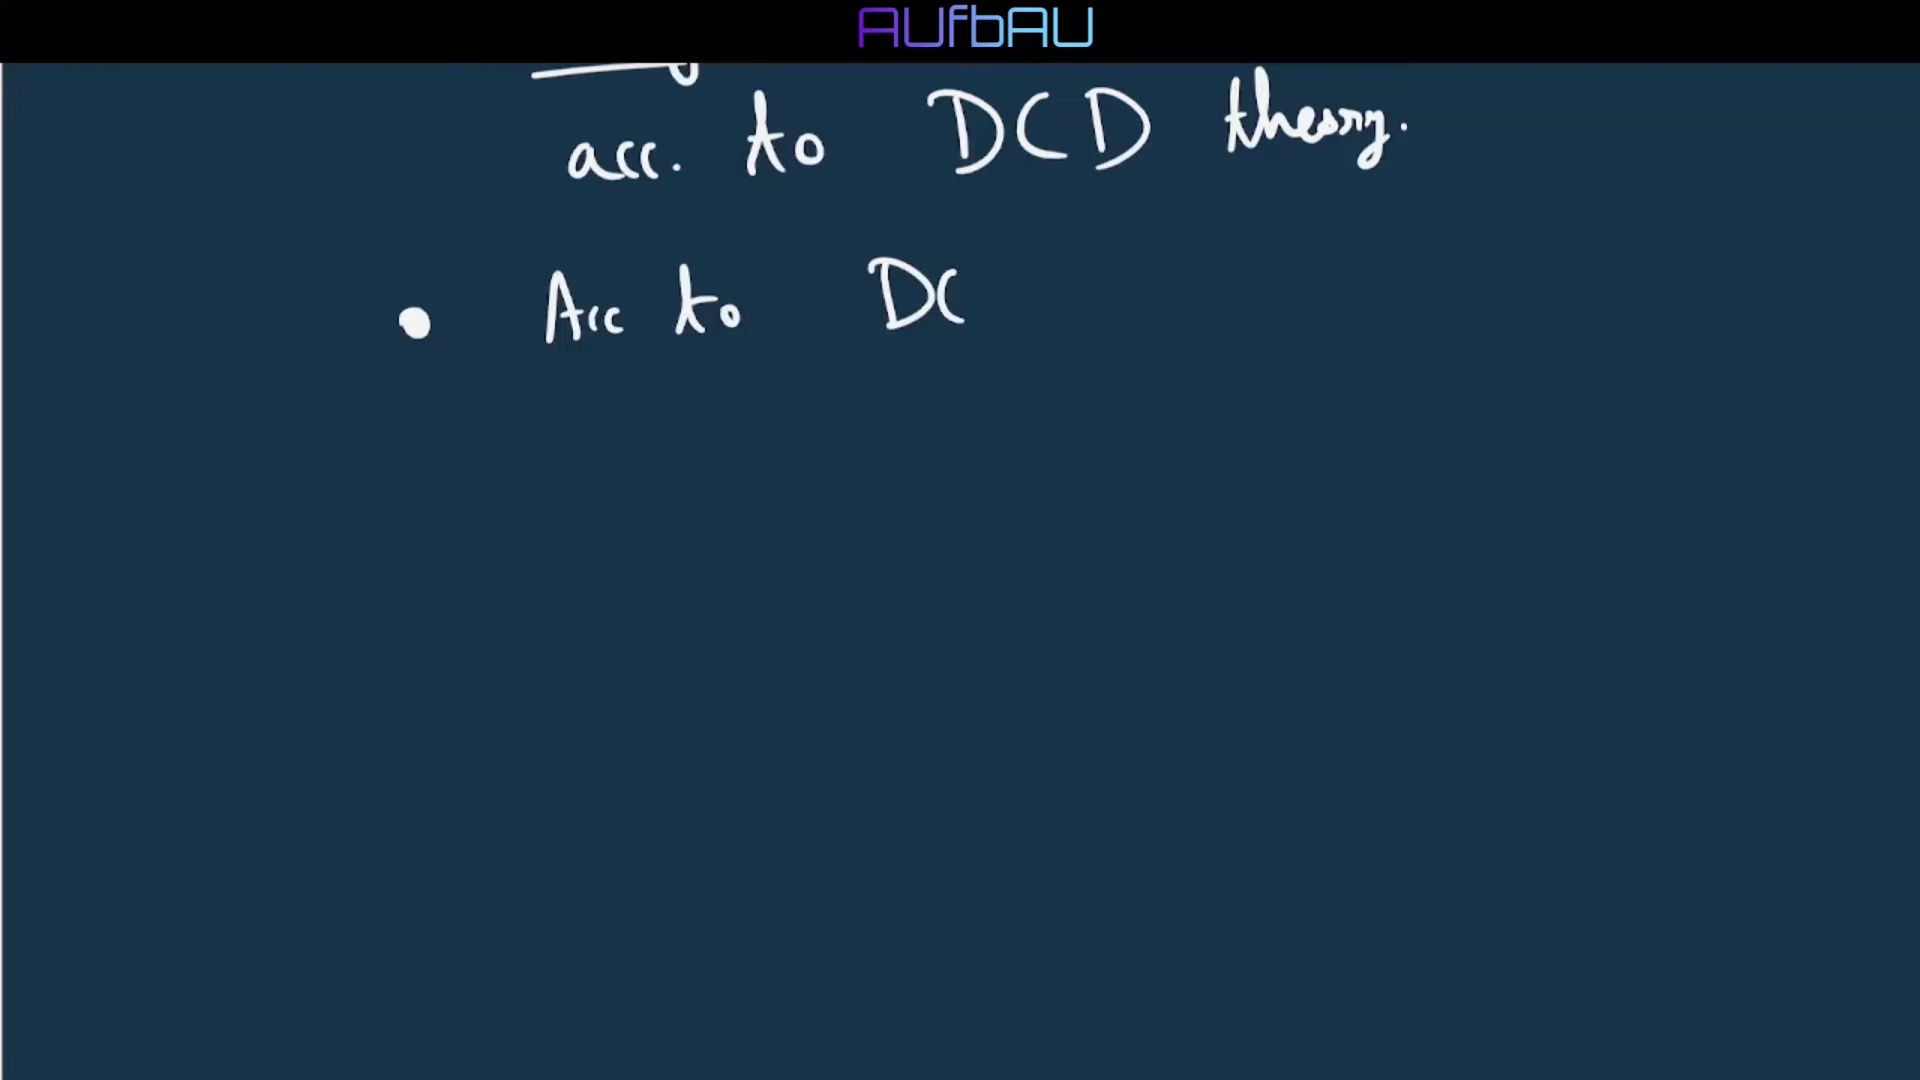 AUfbAU
acc. to DCD theory.
• Acc to DC